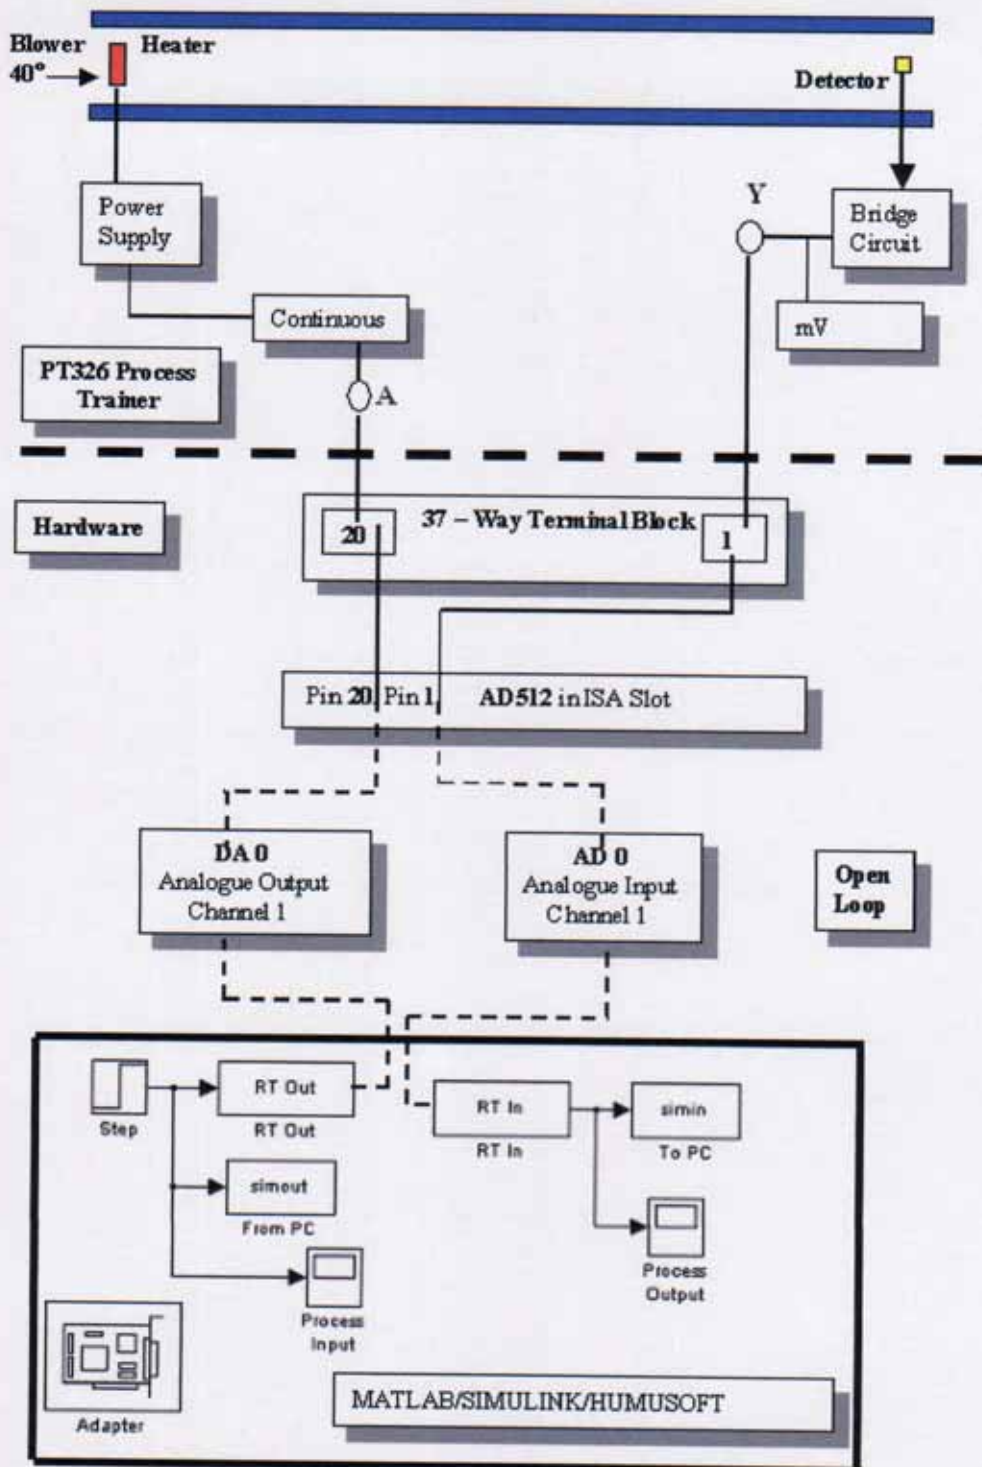 Blower
40°
Heater
Detector
Power
Supply
Y
Bridge
Circuit
Continuous
mV
PT326 Process
Trainer
A
Hardware
37 – Way Terminal Block
20
1
Pin 20 Pin 1 AD512 in ISA Slot
DA 0
Analogue Output
Channel 1
AD 0
Analogue Input
Channel 1
Open
Loop
Step
RT Out
RT Out
RT In
RT In
simin
To PC
simout
From PC
Process
Output
Process
Input
Adapter
MATLAB/SIMULINK/HUMUSOFT